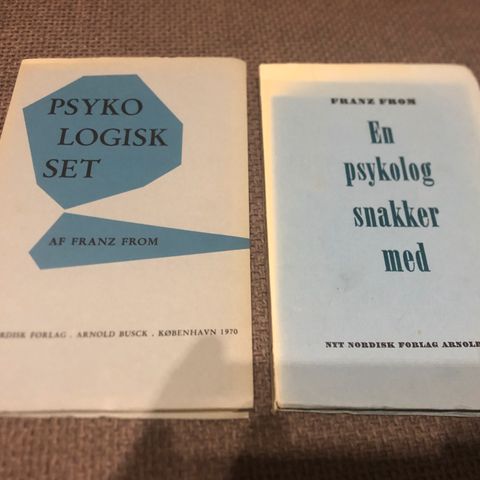 PSYKO
LOGISK
SET
AF FRANZ FROM
FORLAG . ARNOLD BUSCK . KØBENHAVN 1970
FRANZ FROM
En
psykolog
snakker
med
NYT NORDISK FORLAG ARNOLD